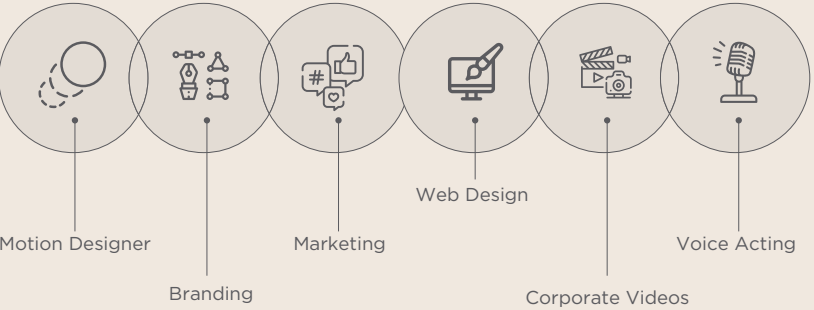 Motion Designer
Branding
Marketing
Web Design
Corporate Videos
Voice Acting